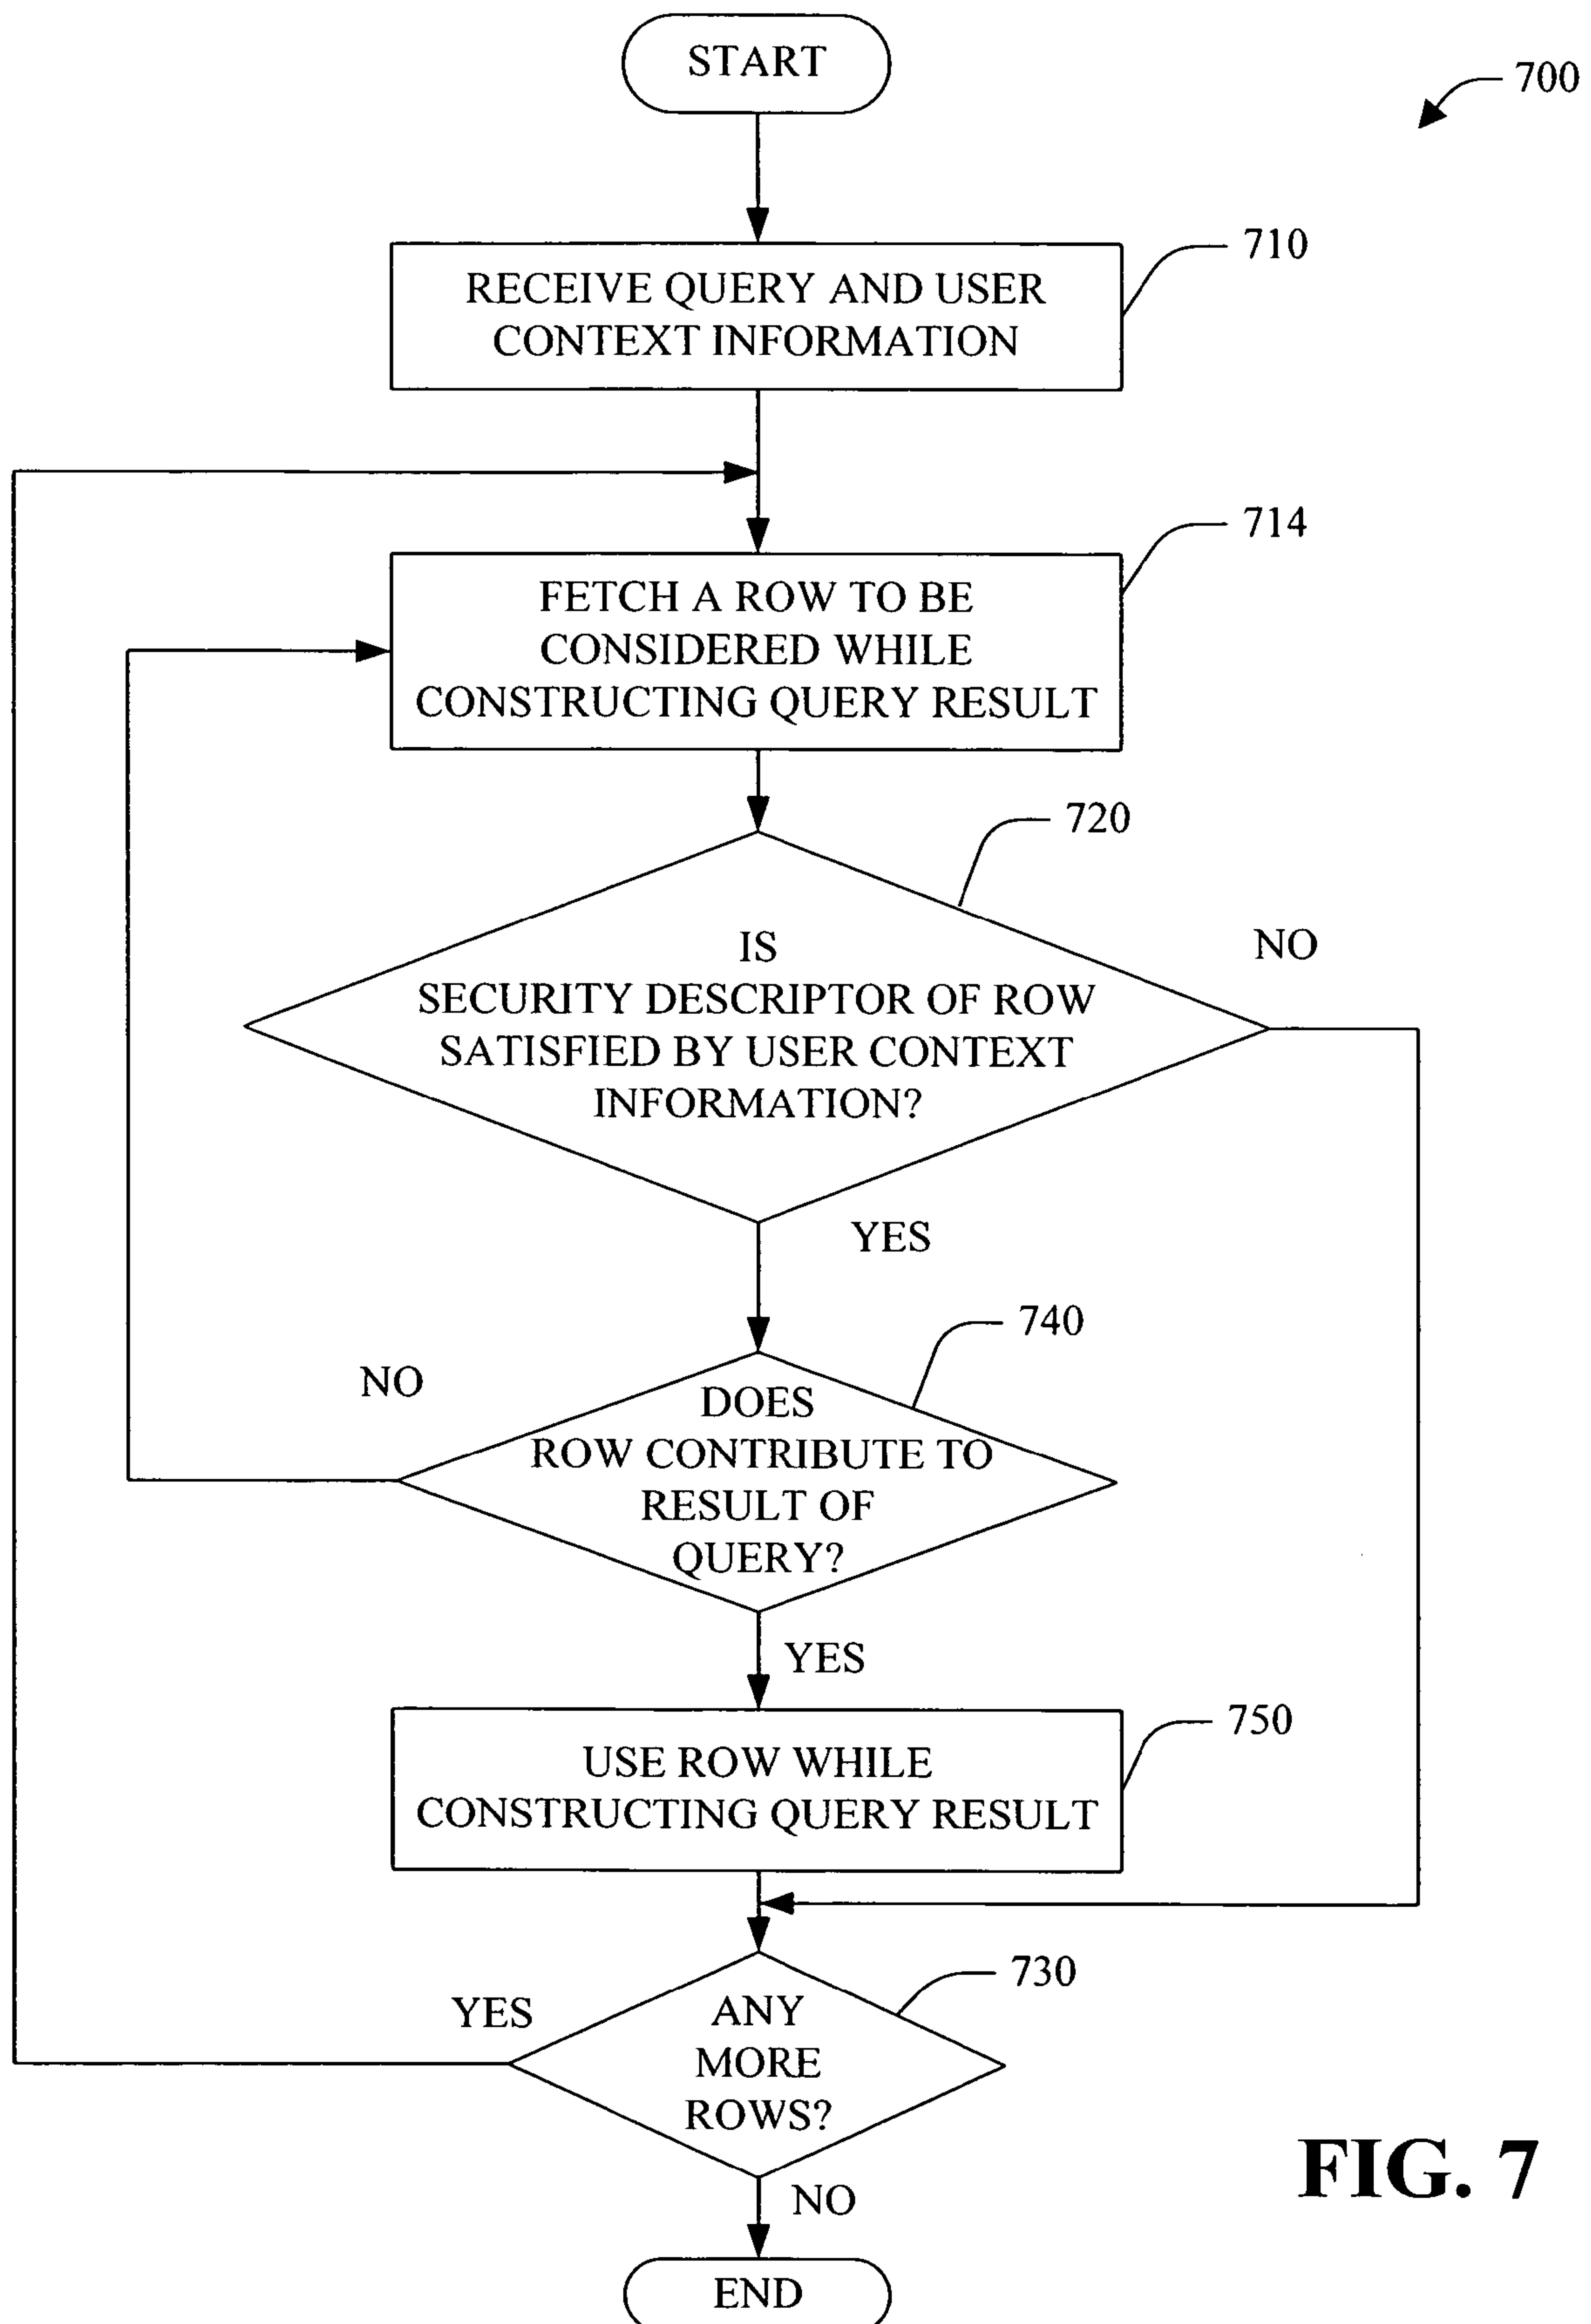 START
700
710
RECEIVE QUERY AND USER
CONTEXT INFORMATION
714
FETCH A ROW TO BE
CONSIDERED WHILE
CONSTRUCTING QUERY RESULT
720
IS
SECURITY DESCRIPTOR OF ROW
SATISFIED BY USER CONTEXT
INFORMATION?
NO
YES
740
NO
DOES
ROW CONTRIBUTE TO
RESULT OF
QUERY?
YES
750
USE ROW WHILE
CONSTRUCTING QUERY RESULT
730
YES
ANY
MORE
ROWS?
NO
FIG. 7
END